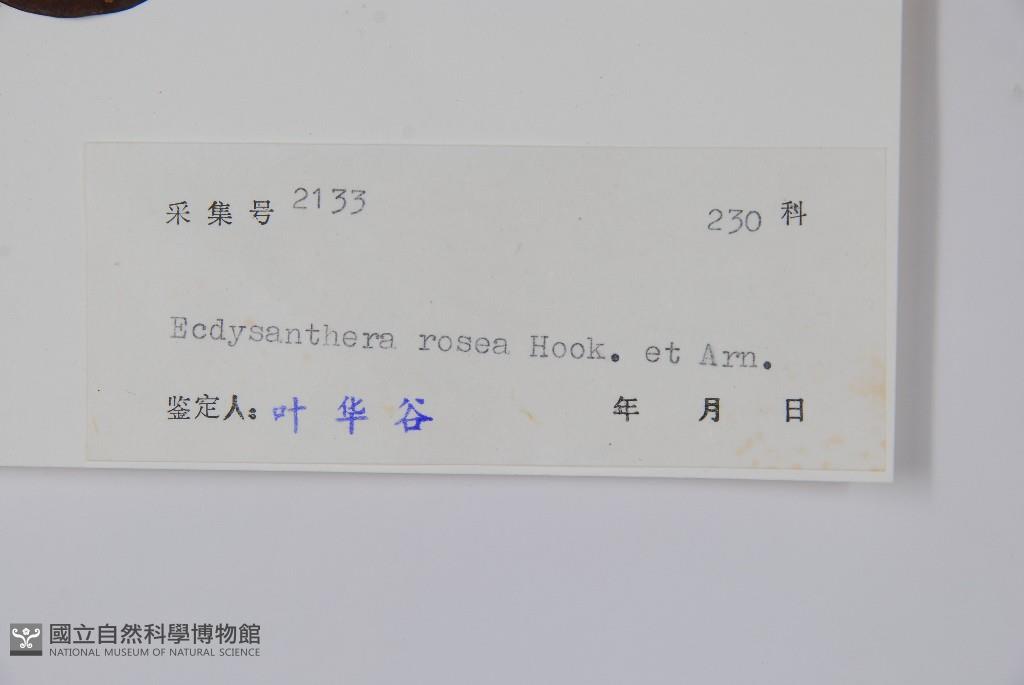 采集号 2133 230 科
Ecdysanthera rosea Hook. et Arn.
鉴定人: 叶华谷 年 月 日
國立自然科學博物館
NATIONAL MUSEUM OF NATURAL SCIENCE